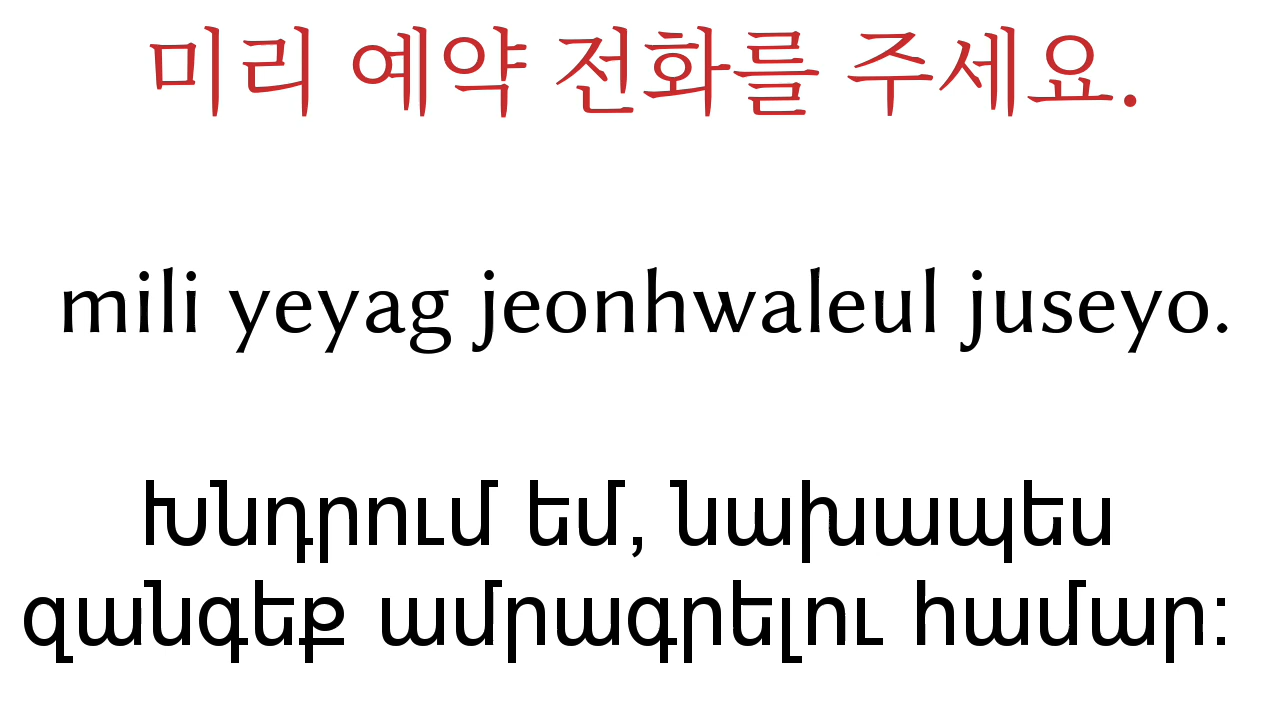 미리 예약 전화를 주세요.
mili yeyag jeonhwaleul juseyo.
Խնդրում եմ, նախապես
զանգեք ամրագրելու համար: